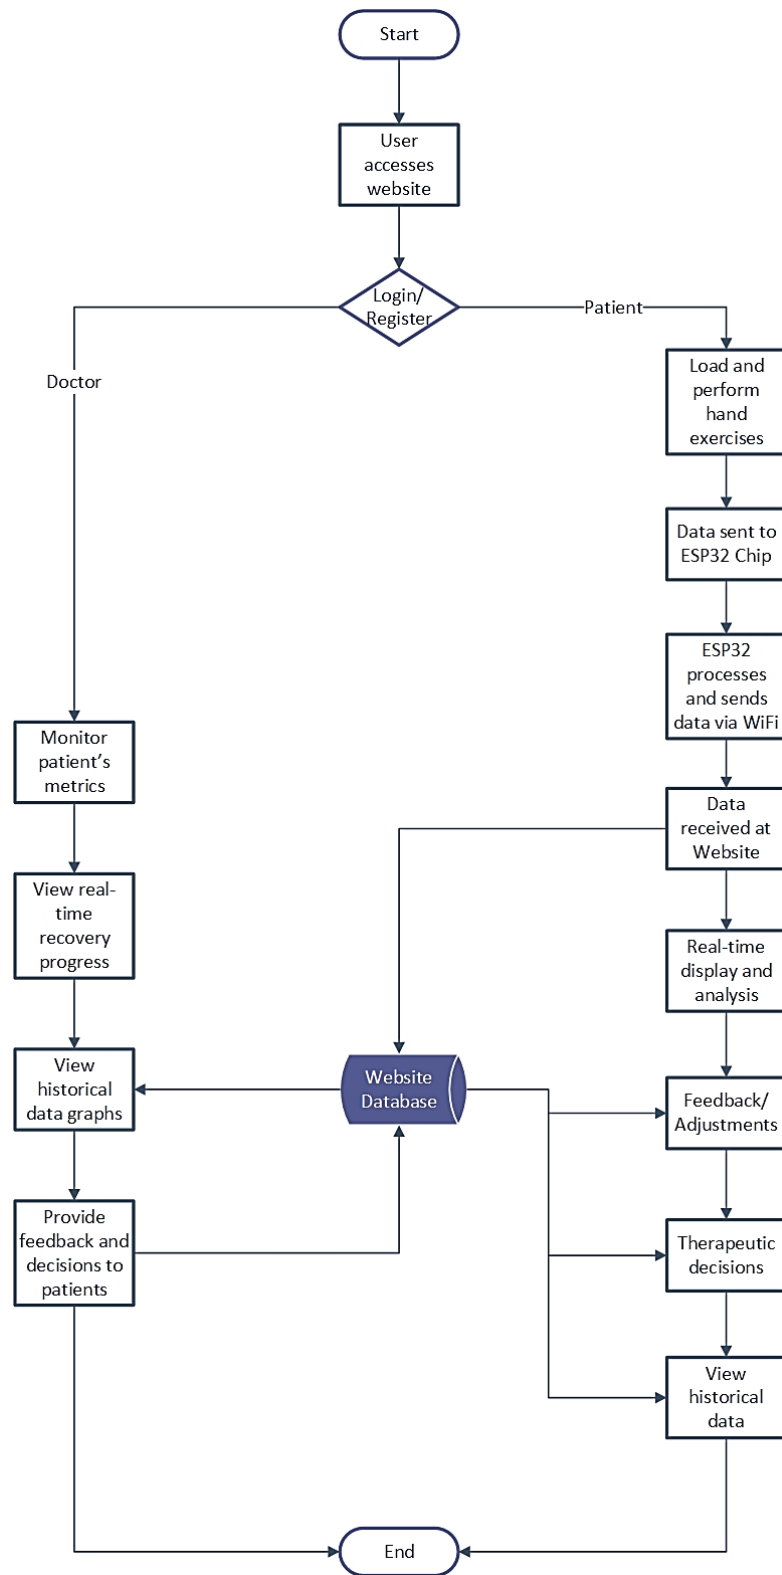 Start
User
accesses
website
Login/
Register
Patient
Doctor
Load and
perform
hand
exercises
Data sent to
ESP32 Chip
ESP32
processes
and sends
data via WiFi
Monitor
patient’s
metrics
Data
received at
Website
View real-
time
recovery
progress
Real-time
display and
analysis
View
historical
data graphs
Website
Database
Feedback/
Adjustments
Provide
feedback and
decisions to
patients
Therapeutic
decisions
View
historical
data
End